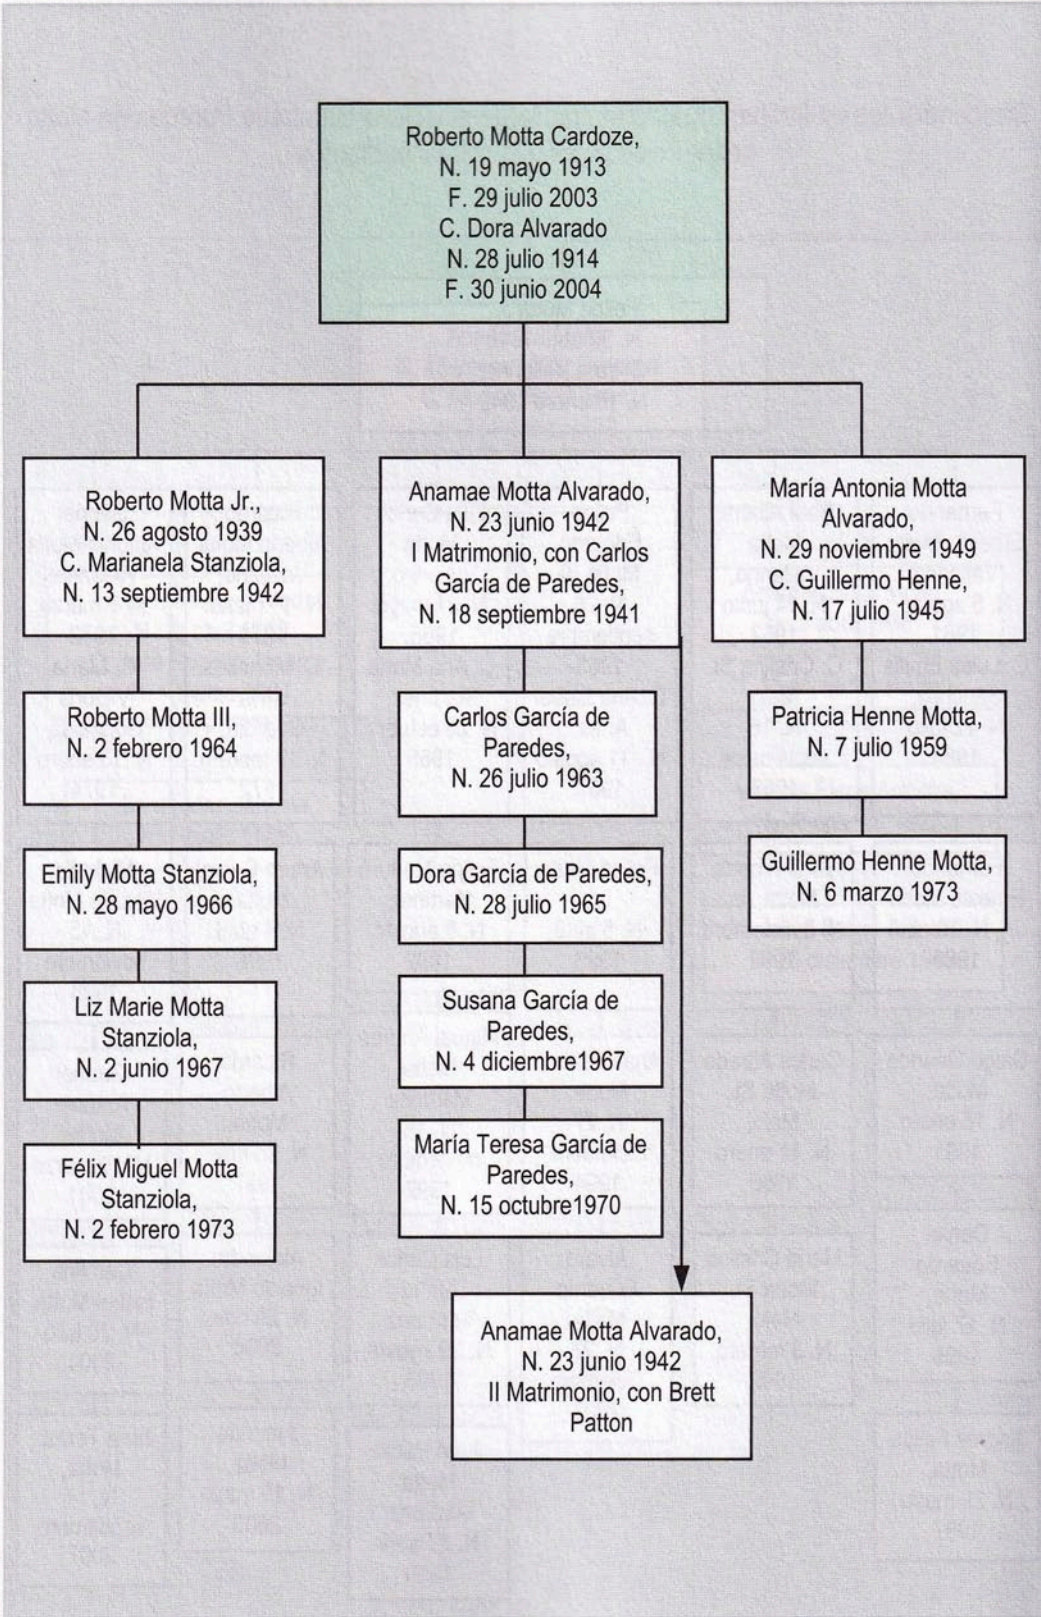 Roberto Motta Cardoze,
N. 19 mayo 1913
F. 29 julio 2003
C. Dora Alvarado
N. 28 julio 1914
F. 30 junio 2004
Roberto Motta Jr.,
N. 26 agosto 1939
C. Marianela Stanziola,
N. 13 septiembre 1942
Roberto Motta III,
N. 2 febrero 1964
Emily Motta Stanziola,
N. 28 mayo 1966
Liz Marie Motta
Stanziola,
N. 2 junio 1967
Félix Miguel Motta
Stanziola,
N. 2 febrero 1973
Anamae Motta Alvarado,
N. 23 junio 1942
I Matrimonio, con Carlos
García de Paredes,
N. 18 septiembre 1941
Carlos García de
Paredes,
N. 26 julio 1963
Dora García de Paredes,
N. 28 julio 1965
Susana García de
Paredes,
N. 4 diciembre1967
María Teresa García de
Paredes,
N. 15 octubre1970
Anamae Motta Alvarado,
N. 23 junio 1942
II Matrimonio, con Brett
Patton
María Antonia Motta
Alvarado,
N. 29 noviembre 1949
C. Guillermo Henne,
N. 17 julio 1945
Patricia Henne Motta,
N. 7 julio 1959
Guillermo Henne Motta,
N. 6 marzo 1973